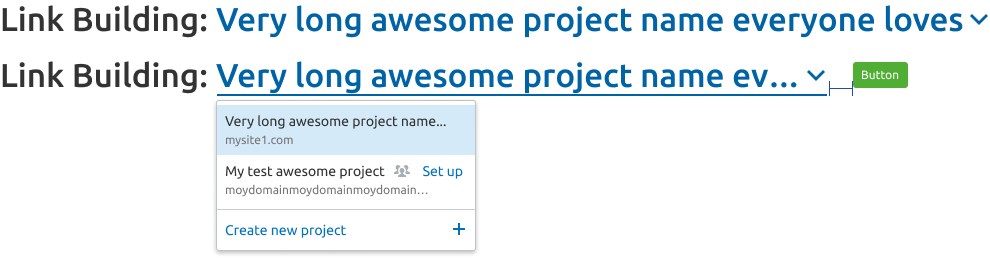 Link Building: Very long awesome project name everyone loves
Link Building: Very long awesome project name ev... Button
Very long awesome project name...
mysite1.com
My test awesome project Set up
moydomainmoydomainmoydomain...
Create new project +